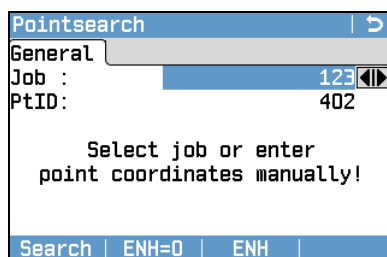 Pointsearch
General
Job : 123
PtID: 402
Select job or enter
point coordinates manually!
Search | ENH=0 | ENH |